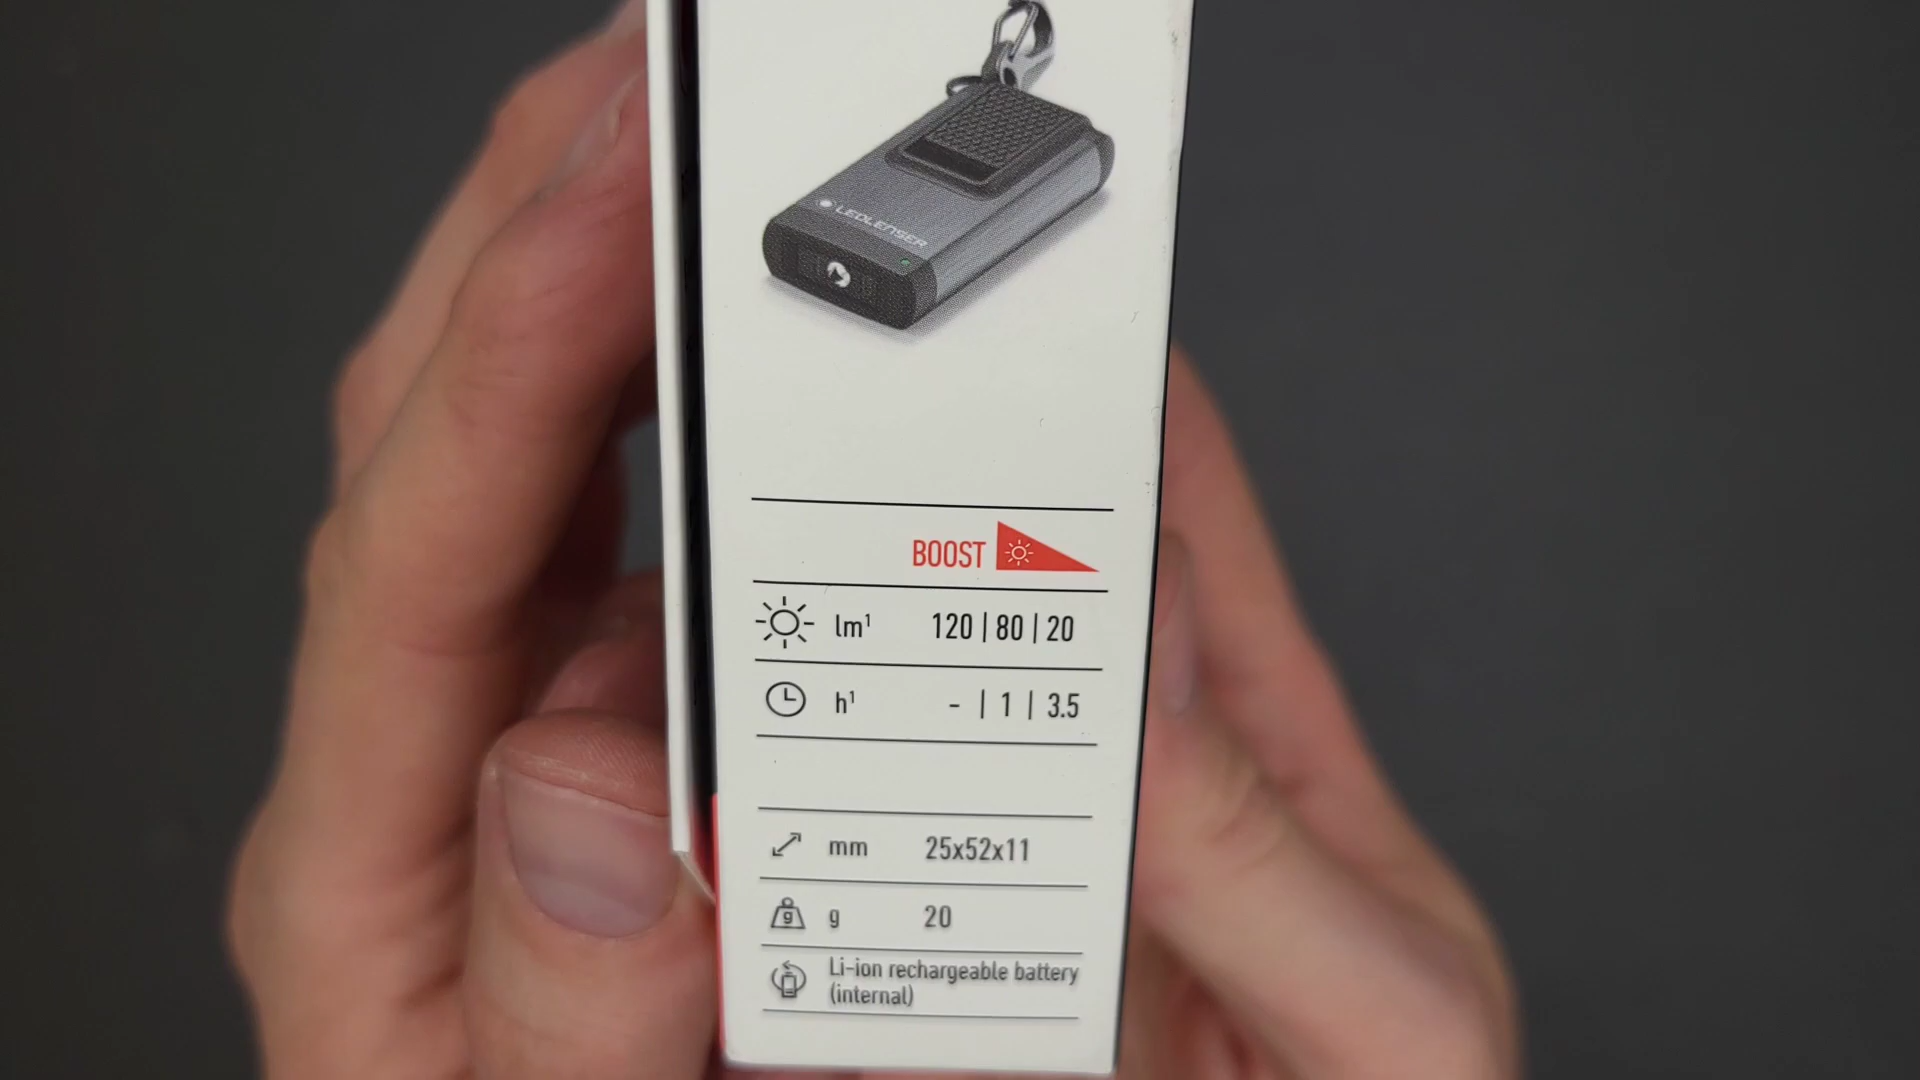 LEDLENSER
BOOST
lm¹ 120 | 80 | 20
h¹ - | 1 | 3.5
mm 25x52x11
g g 20
Li-ion rechargeable battery
(internal)